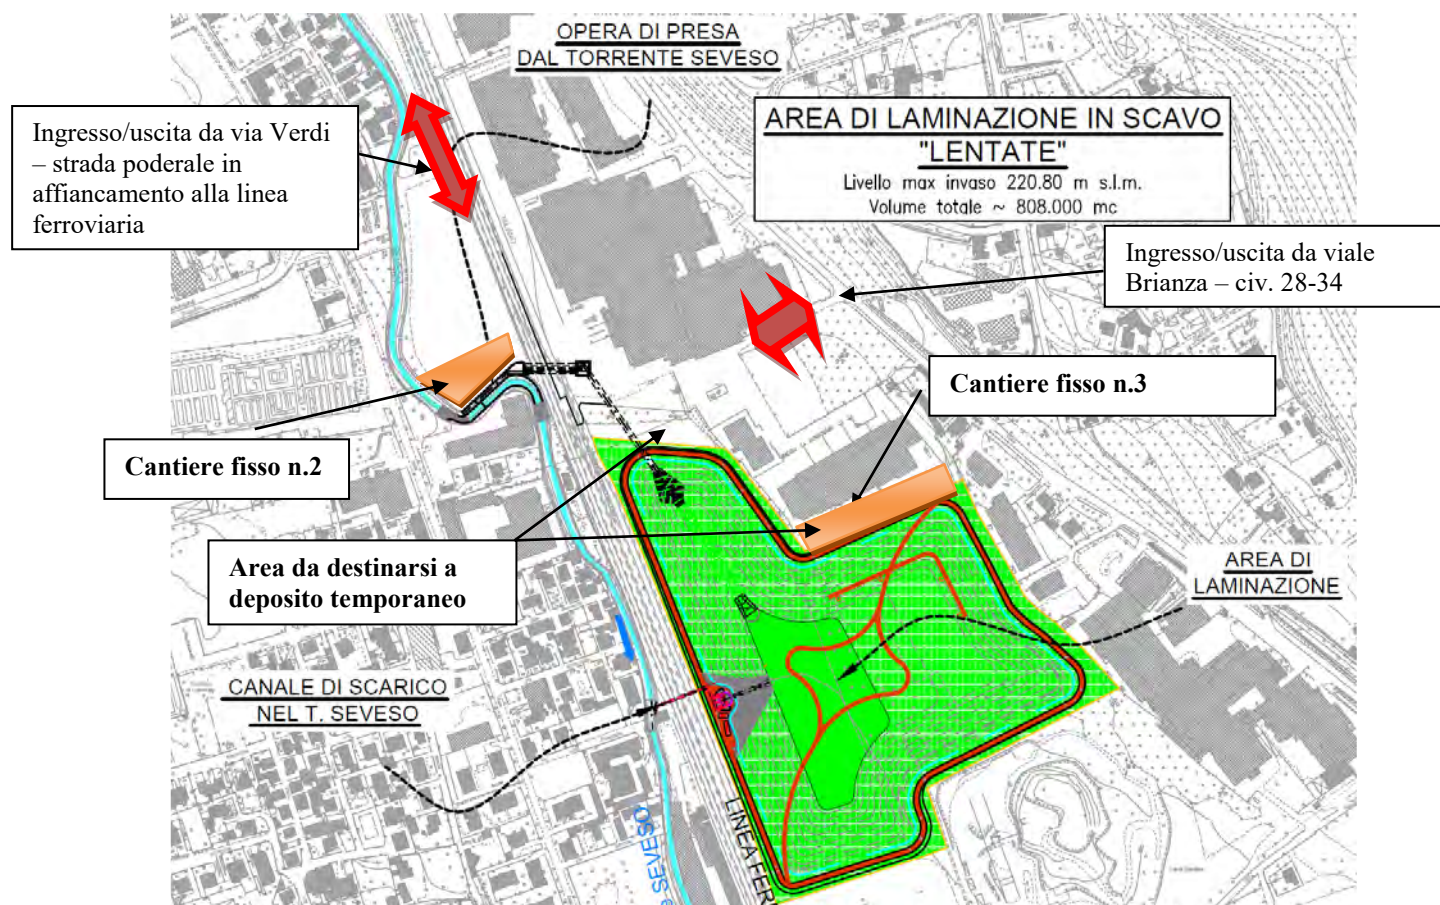 OPERA DI PRESA
DAL TORRENTE SEVESO
AREA DI LAMINAZIONE IN SCAVO
"LENTATE"
Livello max invaso 220.80 m s.l.m.
Volume totale ~ 808.000 mc
Ingresso/uscita da via Verdi
– strada poderale in
affiancamento alla linea
ferroviaria
Ingresso/uscita da viale
Brianza – civ. 28-34
Cantiere fisso n.3
Cantiere fisso n.2
Area da destinarsi a
deposito temporaneo
AREA DI
LAMINAZIONE
CANALE DI SCARICO
NEL T. SEVESO
e SEVESO
LINEA FER